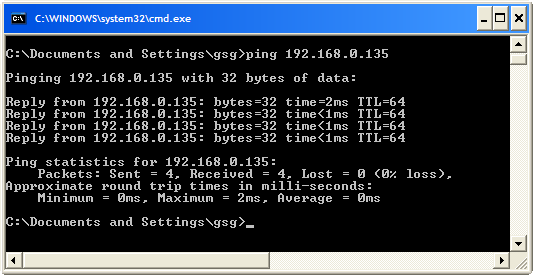 C:\WINDOWS\system32\cmd.exe
C:\Documents and Settings\gsg>ping 192.168.0.135
Pinging 192.168.0.135 with 32 bytes of data:
Reply from 192.168.0.135: bytes=32 time=2ms TTL=64
Reply from 192.168.0.135: bytes=32 time<1ms TTL=64
Reply from 192.168.0.135: bytes=32 time<1ms TTL=64
Reply from 192.168.0.135: bytes=32 time<1ms TTL=64
Ping statistics for 192.168.0.135:
    Packets: Sent = 4, Received = 4, Lost = 0 (0% loss),
Approximate round trip times in milli-seconds:
    Minimum = 0ms, Maximum = 2ms, Average = 0ms
C:\Documents and Settings\gsg>_